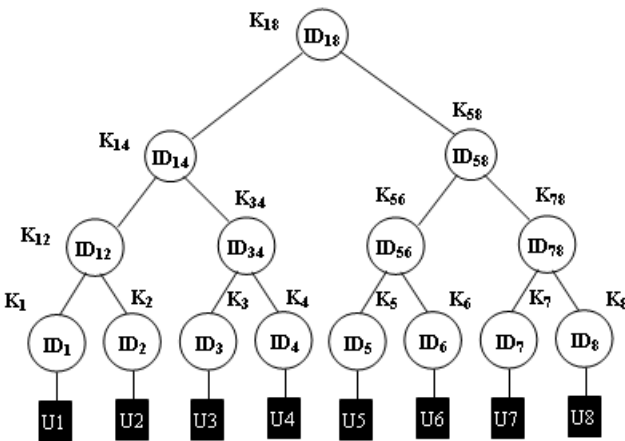 K18
ID18
K58
K14
ID14
ID58
K34
K56
K78
K12
ID12
ID34
ID56
ID78
K1
K2
K3
K4
K5
K6
K7
K8
ID1
ID2
ID3
ID4
ID5
ID6
ID7
ID8
U1
U2
U3
U4
U5
U6
U7
U8